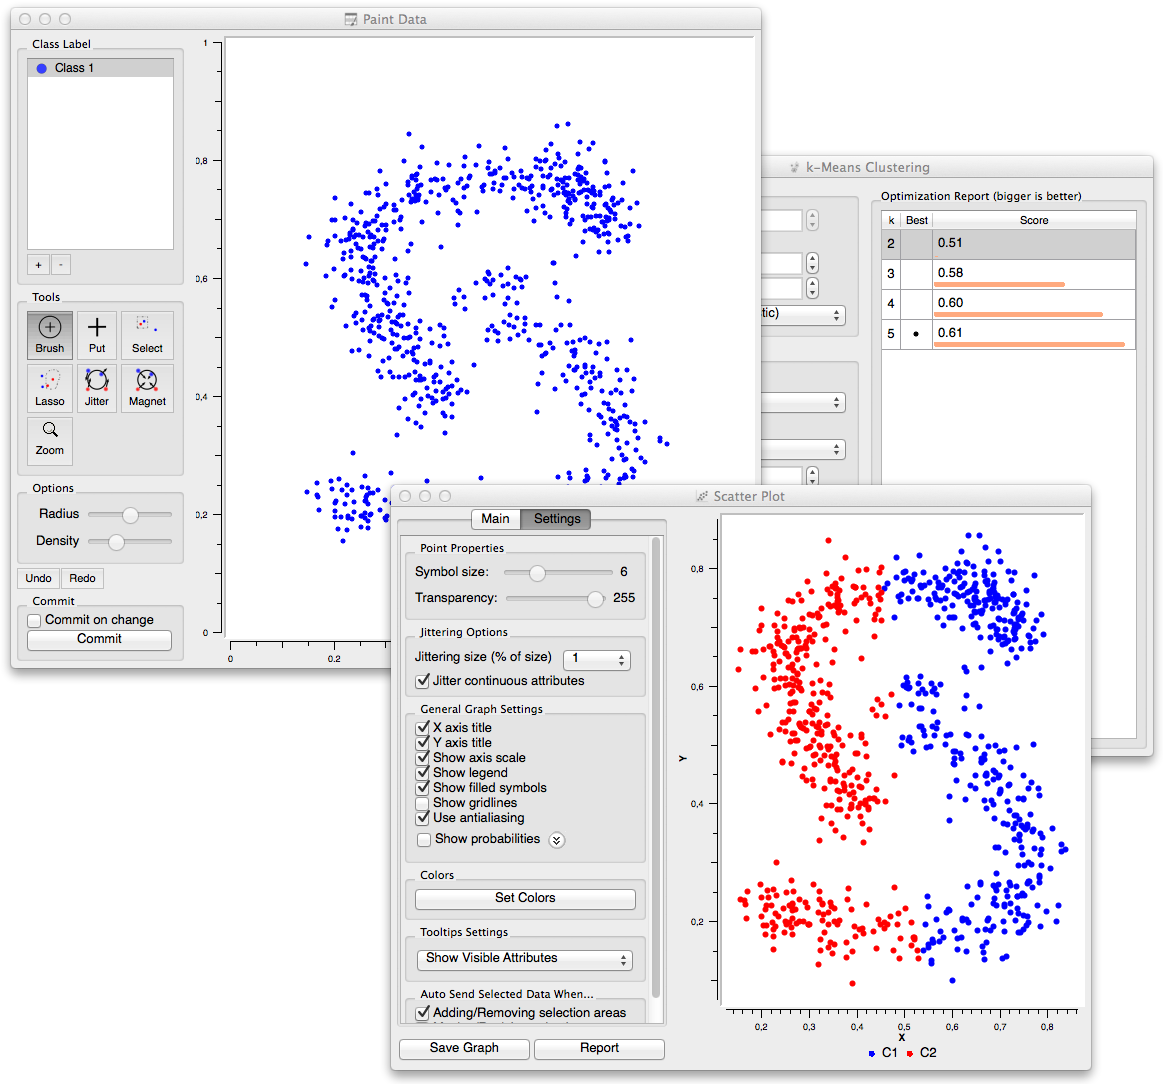 Paint Data
Class Label
Class 1
+ -
Tools
Brush Put Select
Lasso Jitter Magnet
Zoom
Options
Radius
Density
Undo Redo
Commit
Commit on change
Commit
1
0,8
0,6
0,4
0,2
0
0 0,2
k-Means Clustering
tic)
Optimization Report (bigger is better)
k Best Score
2 0.51
3 0.58
4 0.60
5 • 0.61
Scatter Plot
Main Settings
Point Properties
Symbol size: 6
Transparency: 255
Jittering Options
Jittering size (% of size) 1
Jitter continuous attributes
General Graph Settings
X axis title
Y axis title
Show axis scale
Show legend
Show filled symbols
Show gridlines
Use antialiasing
Show probabilities
Colors
Set Colors
Tooltips Settings
Show Visible Attributes
Auto Send Selected Data When...
Adding/Removing selection areas
Save Graph Report
0,8
0,6
Y
0,4
0,2
0,2 0,3 0,4 0,5 0,6 0,7 0,8
X
C1 C2